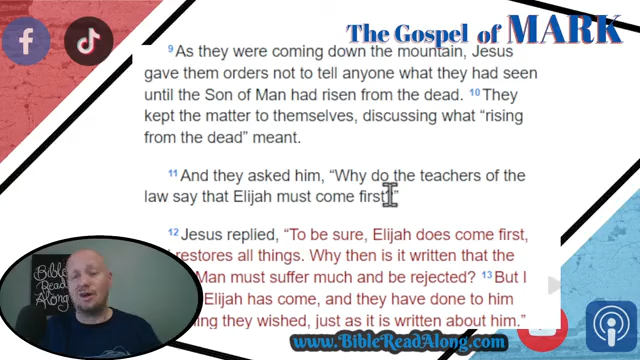 The Gospel of MARK
9 As they were coming down the mountain, Jesus
gave them orders not to tell anyone what they had seen
until the Son of Man had risen from the dead. 10 They
kept the matter to themselves, discussing what “rising
from the dead” meant.
11 And they asked him, “Why do the teachers of the
law say that Elijah must come first ”
12 Jesus replied, “To be sure, Elijah does come first,
restores all things. Why then is it written that the
Man must suffer much and be rejected? 13 But I
Elijah has come, and they have done to him
they wished, just as it is written about him.”
Bible
Read
Along
www.BibleReadAlong.com